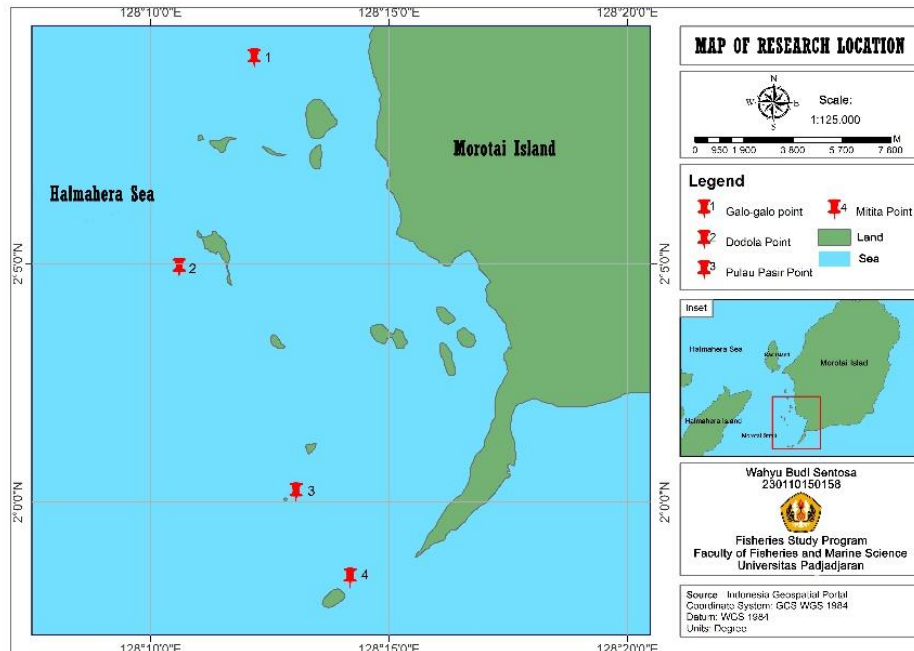 128°10'0"E
128°15'0"E
128°20'0"E
1
Morotai Island
Halmahera Sea
2°5'0"N
2
2°5'0"N
2°0'0"N
3
2°0'0"N
4
128°10'0"E
128°15'0"E
128°20'0"E
MAP OF RESEARCH LOCATION
N
W
E
S
Scale:
1:125.000
M
0 950 1.900 3.800 5.700 7.600
Legend
1 Galo-galo point
4 Mitita Point
2 Dodola Point
Land
3 Pulau Pasir Point
Sea
Inset
Halmahera Sea
Morotai Islad
Halmahera Island
Wahyu Budi Sentosa
230110150158
Fisheries Study Program
Faculty of Fisheries and Marine Science
Universitas Padjadjaran
Source : Indonesia Geospatial Portal
Coordinate System: GCS WGS 1984
Datum: WGS 1984
Units: Degree